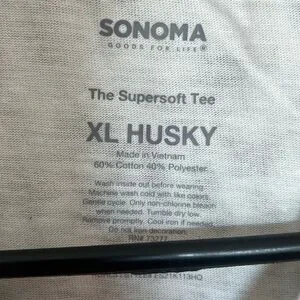 SONOMA
GOODS FOR LIFE®
The Supersoft Tee
XL HUSKY
Made in Vietnam
60% Cotton 40% Polyester
Wash inside out before wearing.
Machine wash cold with like colors.
Gentle cycle. Only non-chlorine bleach
when needed. Tumble dry low.
Remove promptly. Cool iron if needed.
Do not iron decoration.
RN# 73277